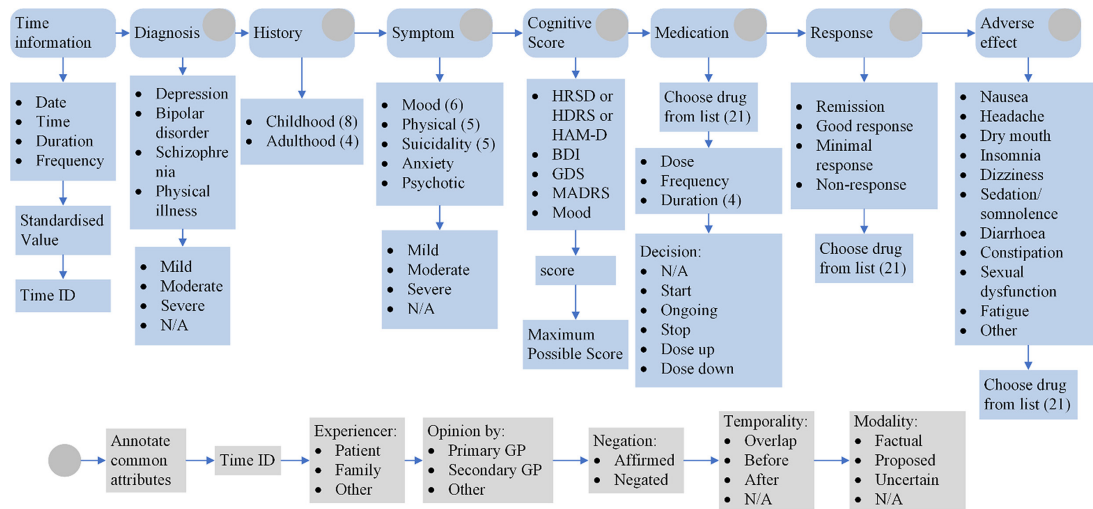 Time
information
Diagnosis
History
Symptom
Cognitive
Score
Medication
Response
Adverse
effect
• Date
• Time
• Duration
• Frequency
Standardised
Value
Time ID
• Depression
• Bipolar
disorder
• Schizophre
nia
• Physical
illness
• Mild
• Moderate
• Severe
• N/A
• Childhood (8)
• Adulthood (4)
• Mood (6)
• Physical (5)
• Suicidality (5)
• Anxiety
• Psychotic
• Mild
• Moderate
• Severe
• N/A
• HRSD or
HDRS or
HAM-D
• BDI
• GDS
• MADRS
• Mood
score
Maximum
Possible Score
Choose drug
from list (21)
• Dose
• Frequency
• Duration (4)
Decision:
• N/A
• Start
• Ongoing
• Stop
• Dose up
• Dose down
• Remission
• Good response
• Minimal
response
• Non-response
Choose drug
from list (21)
• Nausea
• Headache
• Dry mouth
• Insomnia
• Dizziness
• Sedation/
somnolence
• Diarrhoea
• Constipation
• Sexual
dysfunction
• Fatigue
• Other
Choose drug
from list (21)
Annotate
common
attributes
Time ID
Experiencer:
• Patient
• Family
• Other
Opinion by:
• Primary GP
• Secondary GP
• Other
Negation:
• Affirmed
• Negated
Temporality:
• Overlap
• Before
• After
• N/A
Modality:
• Factual
• Proposed
• Uncertain
• N/A